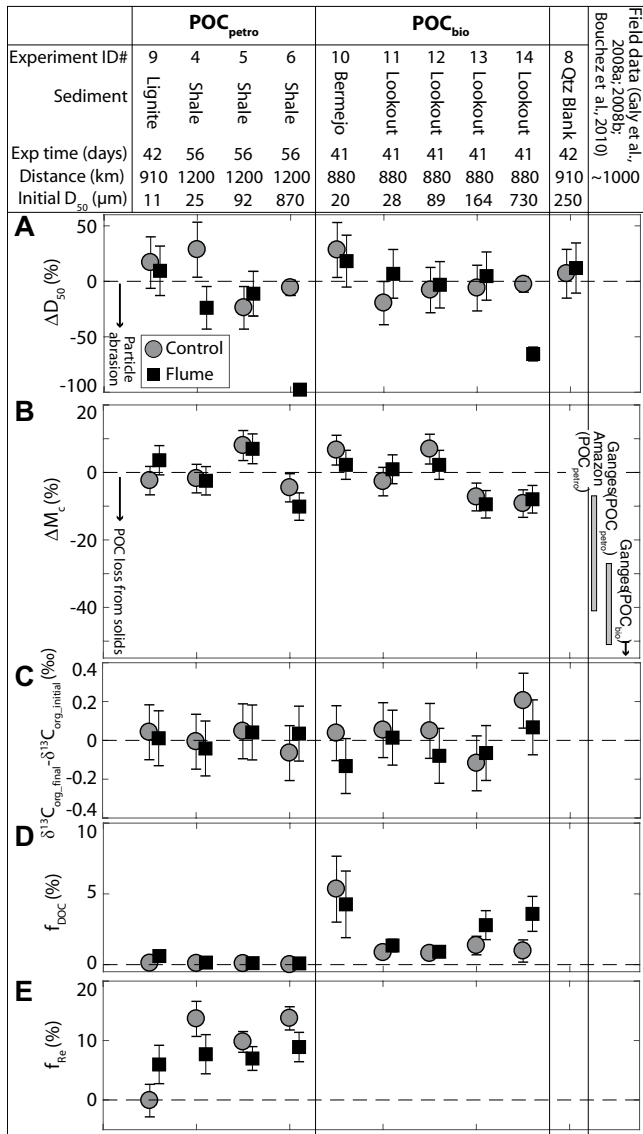 POCpetro POCbio
Experiment ID# 9 4 5 6 10 11 12 13 14 8
Sediment Lignite Shale Shale Shale Bermejo Lookout Lookout Lookout Lookout Qtz Blank
Field data (Galy et al.,
2008a; 2008b;
Bouchez et al., 2010)
Exp time (days) 42 56 56 56 41 41 41 41 41 42
Distance (km) 910 1200 1200 1200 880 880 880 880 880 910 ~1000
Initial D50 (μm) 11 25 92 870 20 28 89 164 730 250
A
ΔD50 (%)
50
0
-50
-100
Particle
abrasion
Control
Flume
B
ΔMc (%)
20
0
-20
-40
POC loss from solids
Amazon
(POCpetro)
Ganges(POCpetro)
Ganges(POCbio)
C
δ13Corg_final-δ13Corg_initial(‰)
0.4
0.2
0
-0.2
-0.4
D
fDOC (%)
10
5
0
E
fRe (%)
20
10
0